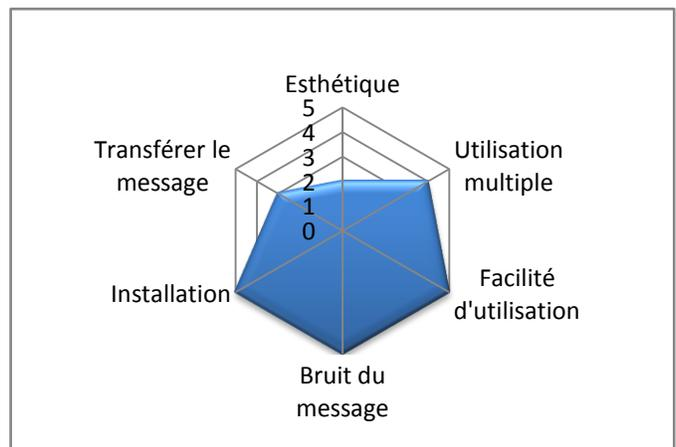 Esthétique
5
4
3
2
1
0
Utilisation
multiple
Facilité
d'utilisation
Bruit du
message
Installation
Transférer le
message